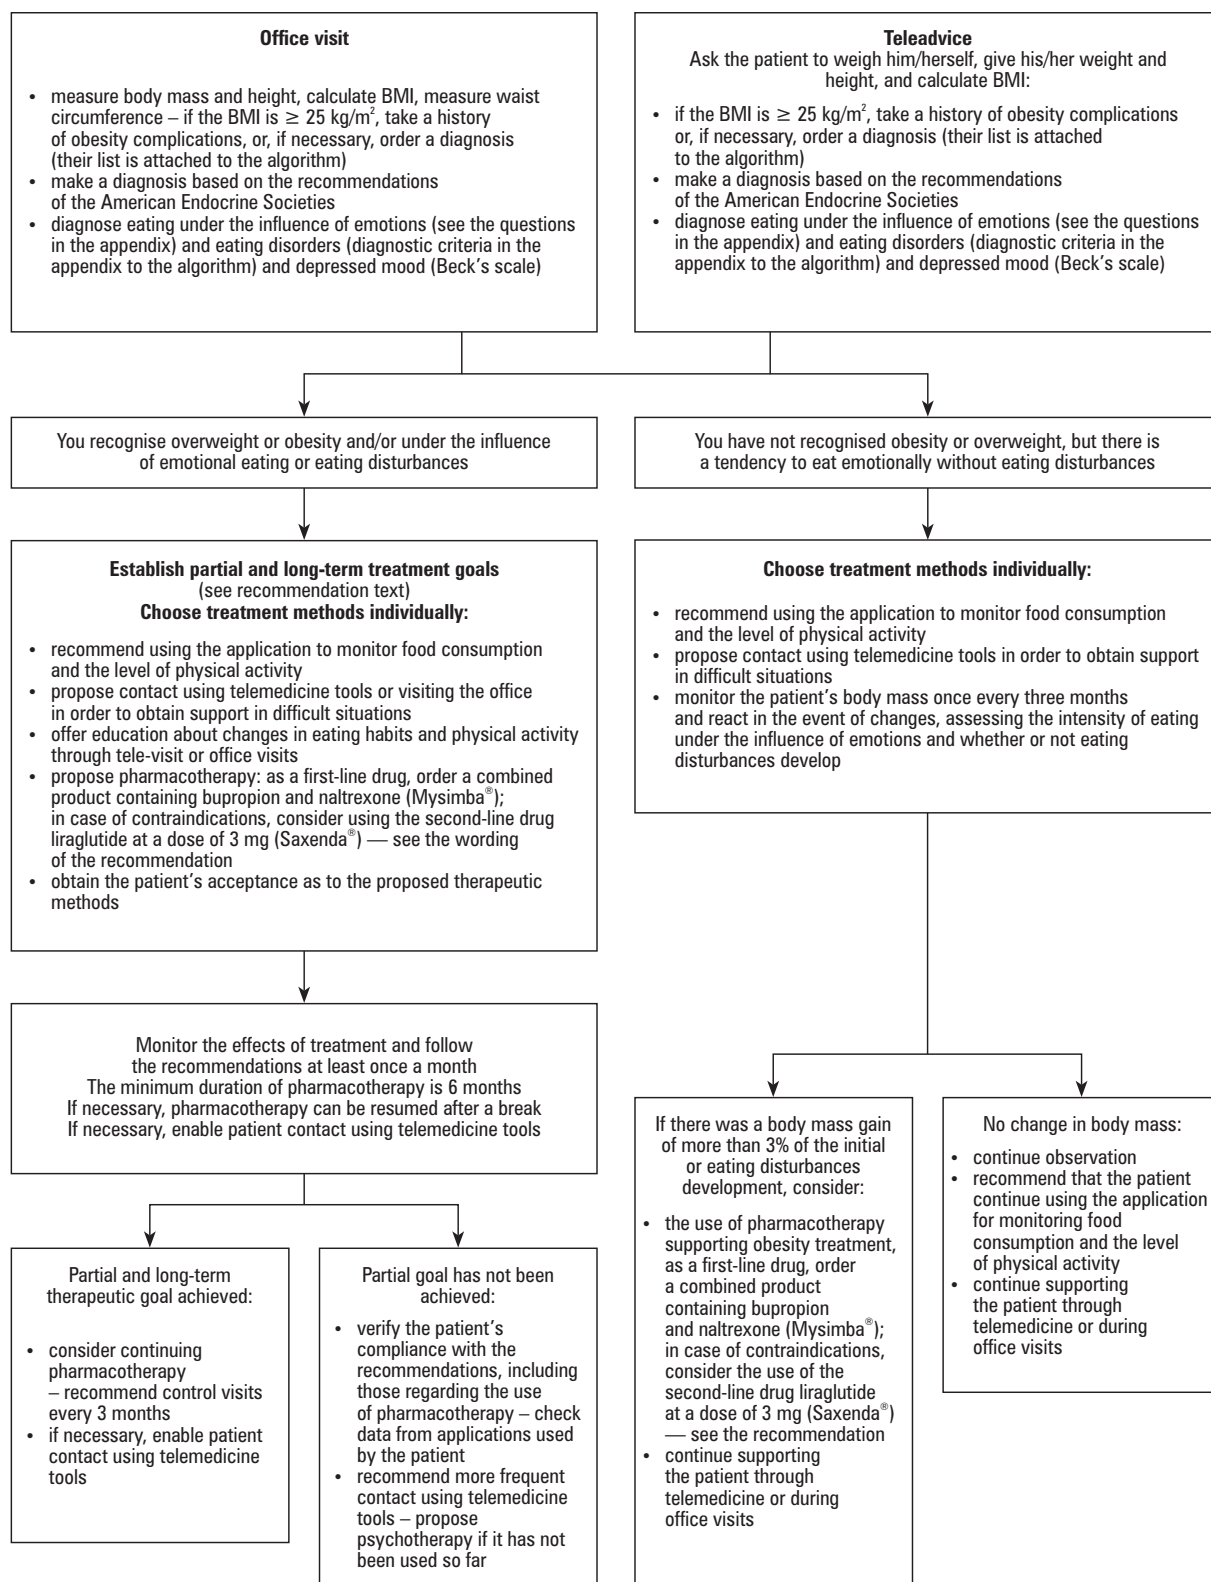 Office visit
• measure body mass and height, calculate BMI, measure waist
circumference – if the BMI is ≥ 25 kg/m², take a history
of obesity complications, or, if necessary, order a diagnosis
(their list is attached to the algorithm)
• make a diagnosis based on the recommendations
of the American Endocrine Societies
• diagnose eating under the influence of emotions (see the questions
in the appendix) and eating disorders (diagnostic criteria in the
appendix to the algorithm) and depressed mood (Beck's scale)
Teleadvice
Ask the patient to weigh him/herself, give his/her weight and
height, and calculate BMI:
• if the BMI is ≥ 25 kg/m², take a history of obesity complications
or, if necessary, order a diagnosis (their list is attached
to the algorithm)
• make a diagnosis based on the recommendations
of the American Endocrine Societies
• diagnose eating under the influence of emotions (see the questions
in the appendix) and eating disorders (diagnostic criteria in the
appendix to the algorithm) and depressed mood (Beck's scale)
You recognise overweight or obesity and/or under the influence
of emotional eating or eating disturbances
You have not recognised obesity or overweight, but there is
a tendency to eat emotionally without eating disturbances
Establish partial and long-term treatment goals
(see recommendation text)
Choose treatment methods individually:
• recommend using the application to monitor food consumption
and the level of physical activity
• propose contact using telemedicine tools or visiting the office
in order to obtain support in difficult situations
• offer education about changes in eating habits and physical activity
through tele-visit or office visits
• propose pharmacotherapy: as a first-line drug, order a combined
product containing bupropion and naltrexone (Mysimba®);
in case of contraindications, consider using the second-line drug
liraglutide at a dose of 3 mg (Saxenda®) — see the wording
of the recommendation
• obtain the patient's acceptance as to the proposed therapeutic
methods
Choose treatment methods individually:
• recommend using the application to monitor food consumption
and the level of physical activity
• propose contact using telemedicine tools in order to obtain support
in difficult situations
• monitor the patient's body mass once every three months
and react in the event of changes, assessing the intensity of eating
under the influence of emotions and whether or not eating
disturbances develop
Monitor the effects of treatment and follow
the recommendations at least once a month
The minimum duration of pharmacotherapy is 6 months
If necessary, pharmacotherapy can be resumed after a break
If necessary, enable patient contact using telemedicine tools
Partial and long-term
therapeutic goal achieved:
• consider continuing
pharmacotherapy
– recommend control visits
every 3 months
• if necessary, enable patient
contact using telemedicine
tools
Partial goal has not been
achieved:
• verify the patient's
compliance with the
recommendations, including
those regarding the use
of pharmacotherapy – check
data from applications used
by the patient
• recommend more frequent
contact using telemedicine
tools – propose
psychotherapy if it has not
been used so far
If there was a body mass gain
of more than 3% of the initial
or eating disturbances
development, consider:
• the use of pharmacotherapy
supporting obesity treatment,
as a first-line drug, order
a combined product
containing bupropion
and naltrexone (Mysimba®);
in case of contraindications,
consider the use of the
second-line drug liraglutide
at a dose of 3 mg (Saxenda®)
— see the recommendation
• continue supporting
the patient through
telemedicine or during
office visits
No change in body mass:
• continue observation
• recommend that the patient
continue using the application
for monitoring food
consumption and the level
of physical activity
• continue supporting
the patient through
telemedicine or during
office visits